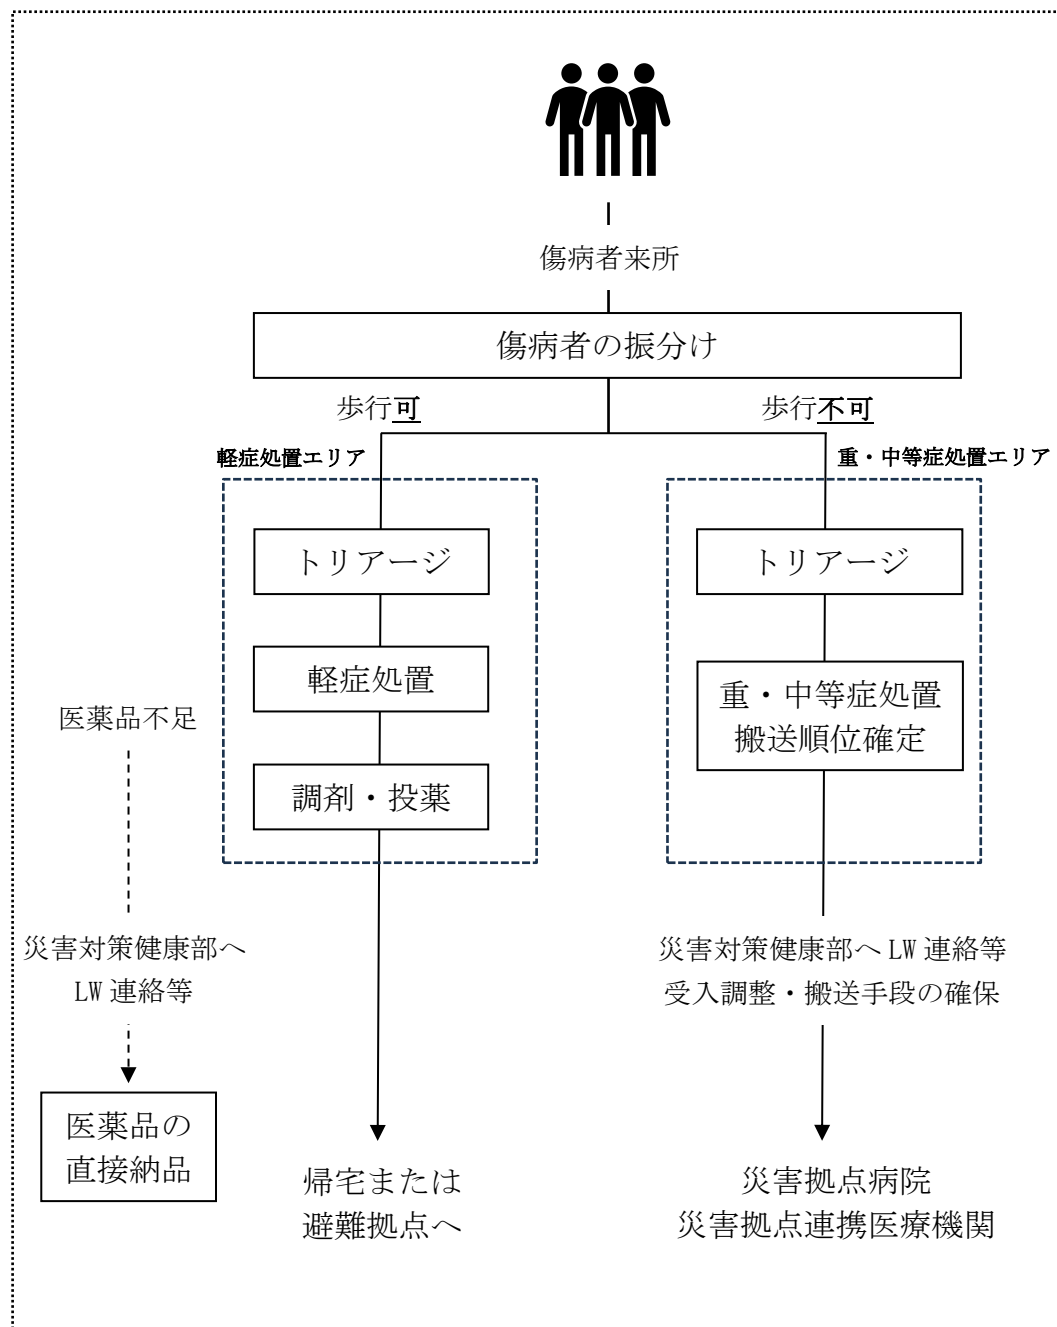 傷病者来所
傷病者の振分け
歩行可
歩行不可
軽症処置エリア
重・中等症処置エリア
トリアージ
軽症処置
調剤・投薬
トリアージ
重・中等症処置
搬送順位確定
医薬品不足
災害対策健康部へ
LW 連絡等
医薬品の
直接納品
帰宅または
避難拠点へ
災害対策健康部へ LW 連絡等
受入調整・搬送手段の確保
災害拠点病院
災害拠点連携医療機関